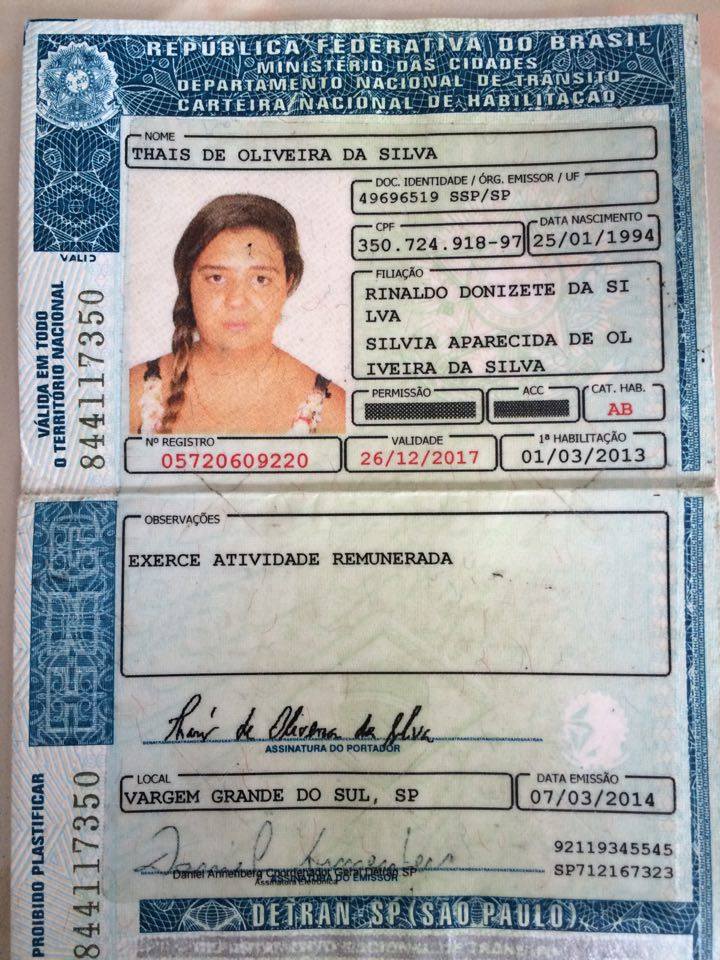 REPÚBLICA FEDERATIVA DO BRASIL
MINISTÉRIO DAS CIDADES
DEPARTAMENTO NACIONAL DE TRÂNSITO
CARTEIRA NACIONAL DE HABILITAÇÃO
NOME
THAIS DE OLIVEIRA DA SILVA
DOC. IDENTIDADE / ÓRG. EMISSOR / UF
49696519 SSP/SP
CPF
350.724.918-97
DATA NASCIMENTO
25/01/1994
FILIAÇÃO
RINALDO DONIZETE DA SI
LVA
SILVIA APARECIDA DE OL
IVEIRA DA SILVA
PERMISSÃO
ACC
CAT. HAB.
AB
Nº REGISTRO
05720609220
VALIDADE
26/12/2017
1ª HABILITAÇÃO
01/03/2013
VÁLIDA EM TODO
O TERRITÓRIO NACIONAL
844117350
OBSERVAÇÕES
EXERCE ATIVIDADE REMUNERADA
Thais de Oliveira da Silva
ASSINATURA DO PORTADOR
LOCAL
VARGEM GRANDE DO SUL, SP
DATA EMISSÃO
07/03/2014
Daniel Annenberg Coordenador Geral Detran SP
ASSINATURA DO EMISSOR
Assinatura Eletrônica
92119345545
SP712167323
PROIBIDO PLASTIFICAR
844117350
DETRAN SP (SÃO PAULO)